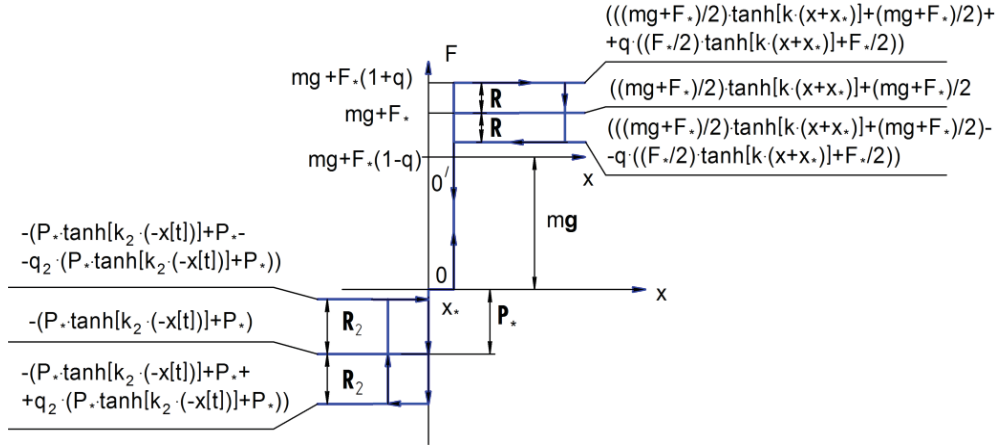 (((mg+F*)/2)·tanh[k·(x+x*)]+(mg+F*)/2)+
+q·((F*/2)·tanh[k·(x+x*)]+F*/2))
F
mg+F*(1+q)
R
((mg+F*)/2)·tanh[k·(x+x*)]+(mg+F*)/2
mg+F*
R
(((mg+F*)/2)·tanh[k·(x+x*)]+(mg+F*)/2)-
-q·((F*/2)·tanh[k·(x+x*)]+F*/2))
mg+F*(1-q)
0/
x
mg
-(P*·tanh[k₂·(-x[t])]+P*-
-q₂·(P*·tanh[k₂·(-x[t])]+P*))
0
x
x*
P*
-(P*·tanh[k₂·(-x[t])]+P*)
R₂
-(P*·tanh[k₂·(-x[t])]+P*+
+q₂·(P*·tanh[k₂·(-x[t])]+P*))
R₂